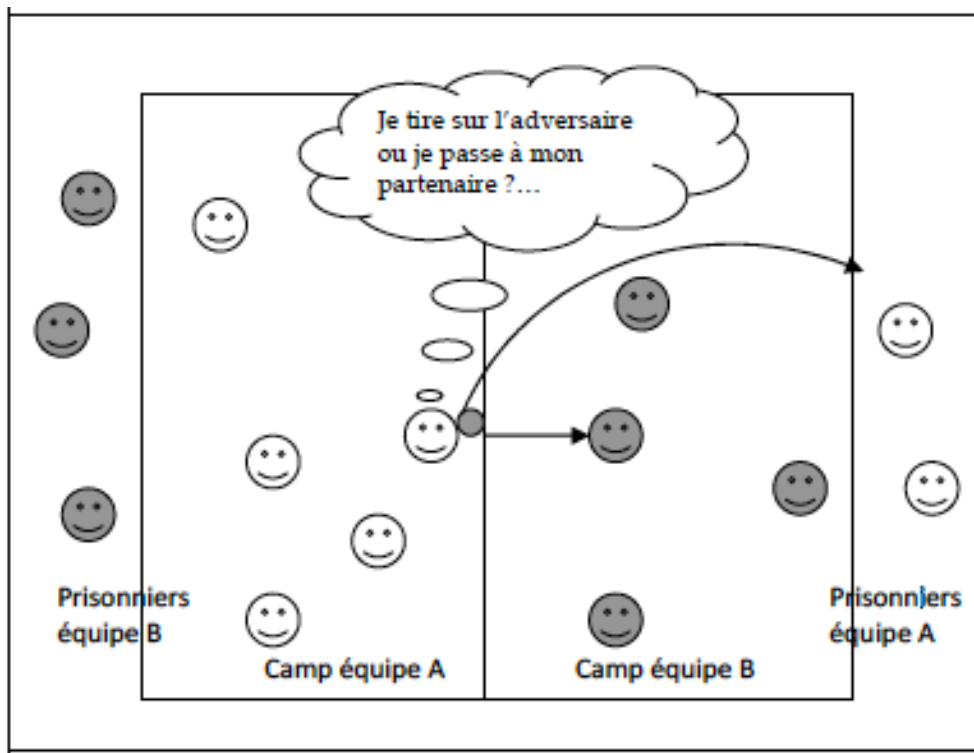 Je tire sur l'adversaire
ou je passe à mon
partenaire ?...
Prisonniers
équipe B
Prisonniers
équipe A
Camp équipe A
Camp équipe B